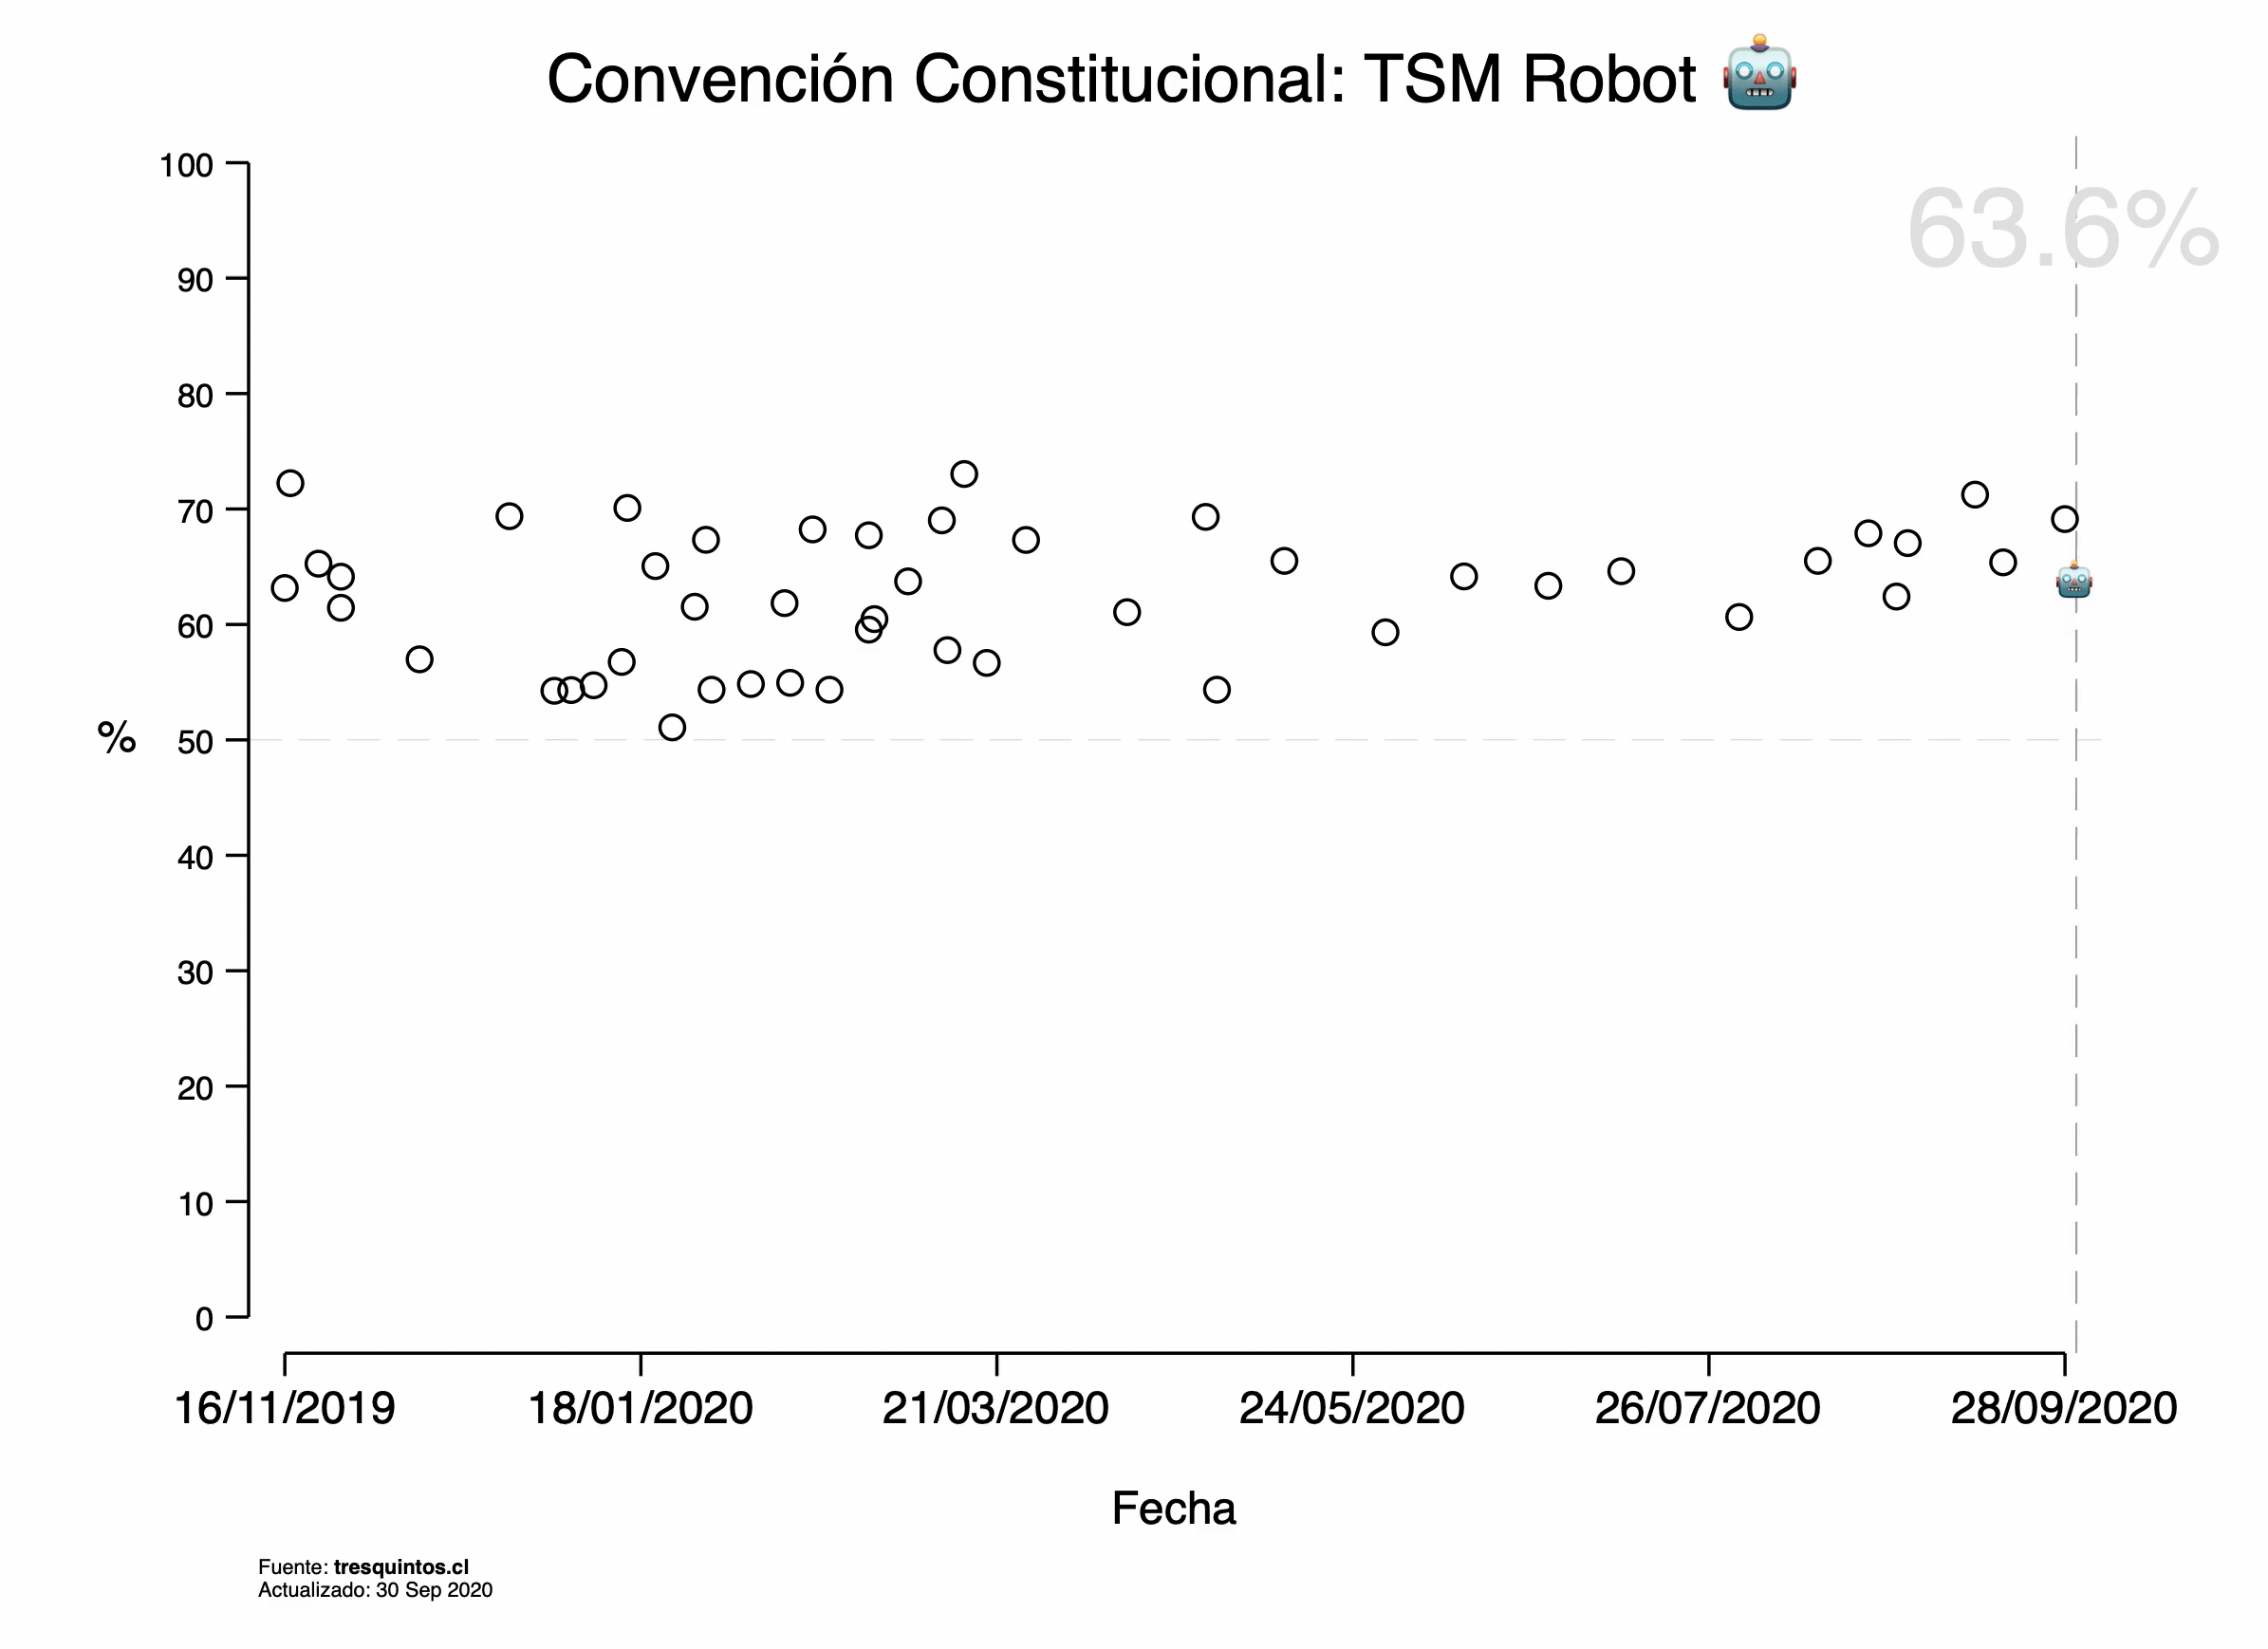 Convención Constitucional: TSM Robot 🤖
63.6%
100
90
80
70
60
50
40
30
20
10
0
%
16/11/2019 18/01/2020 21/03/2020 24/05/2020 26/07/2020 28/09/2020
Fecha
Fuente: tresquintos.cl
Actualizado: 30 Sep 2020